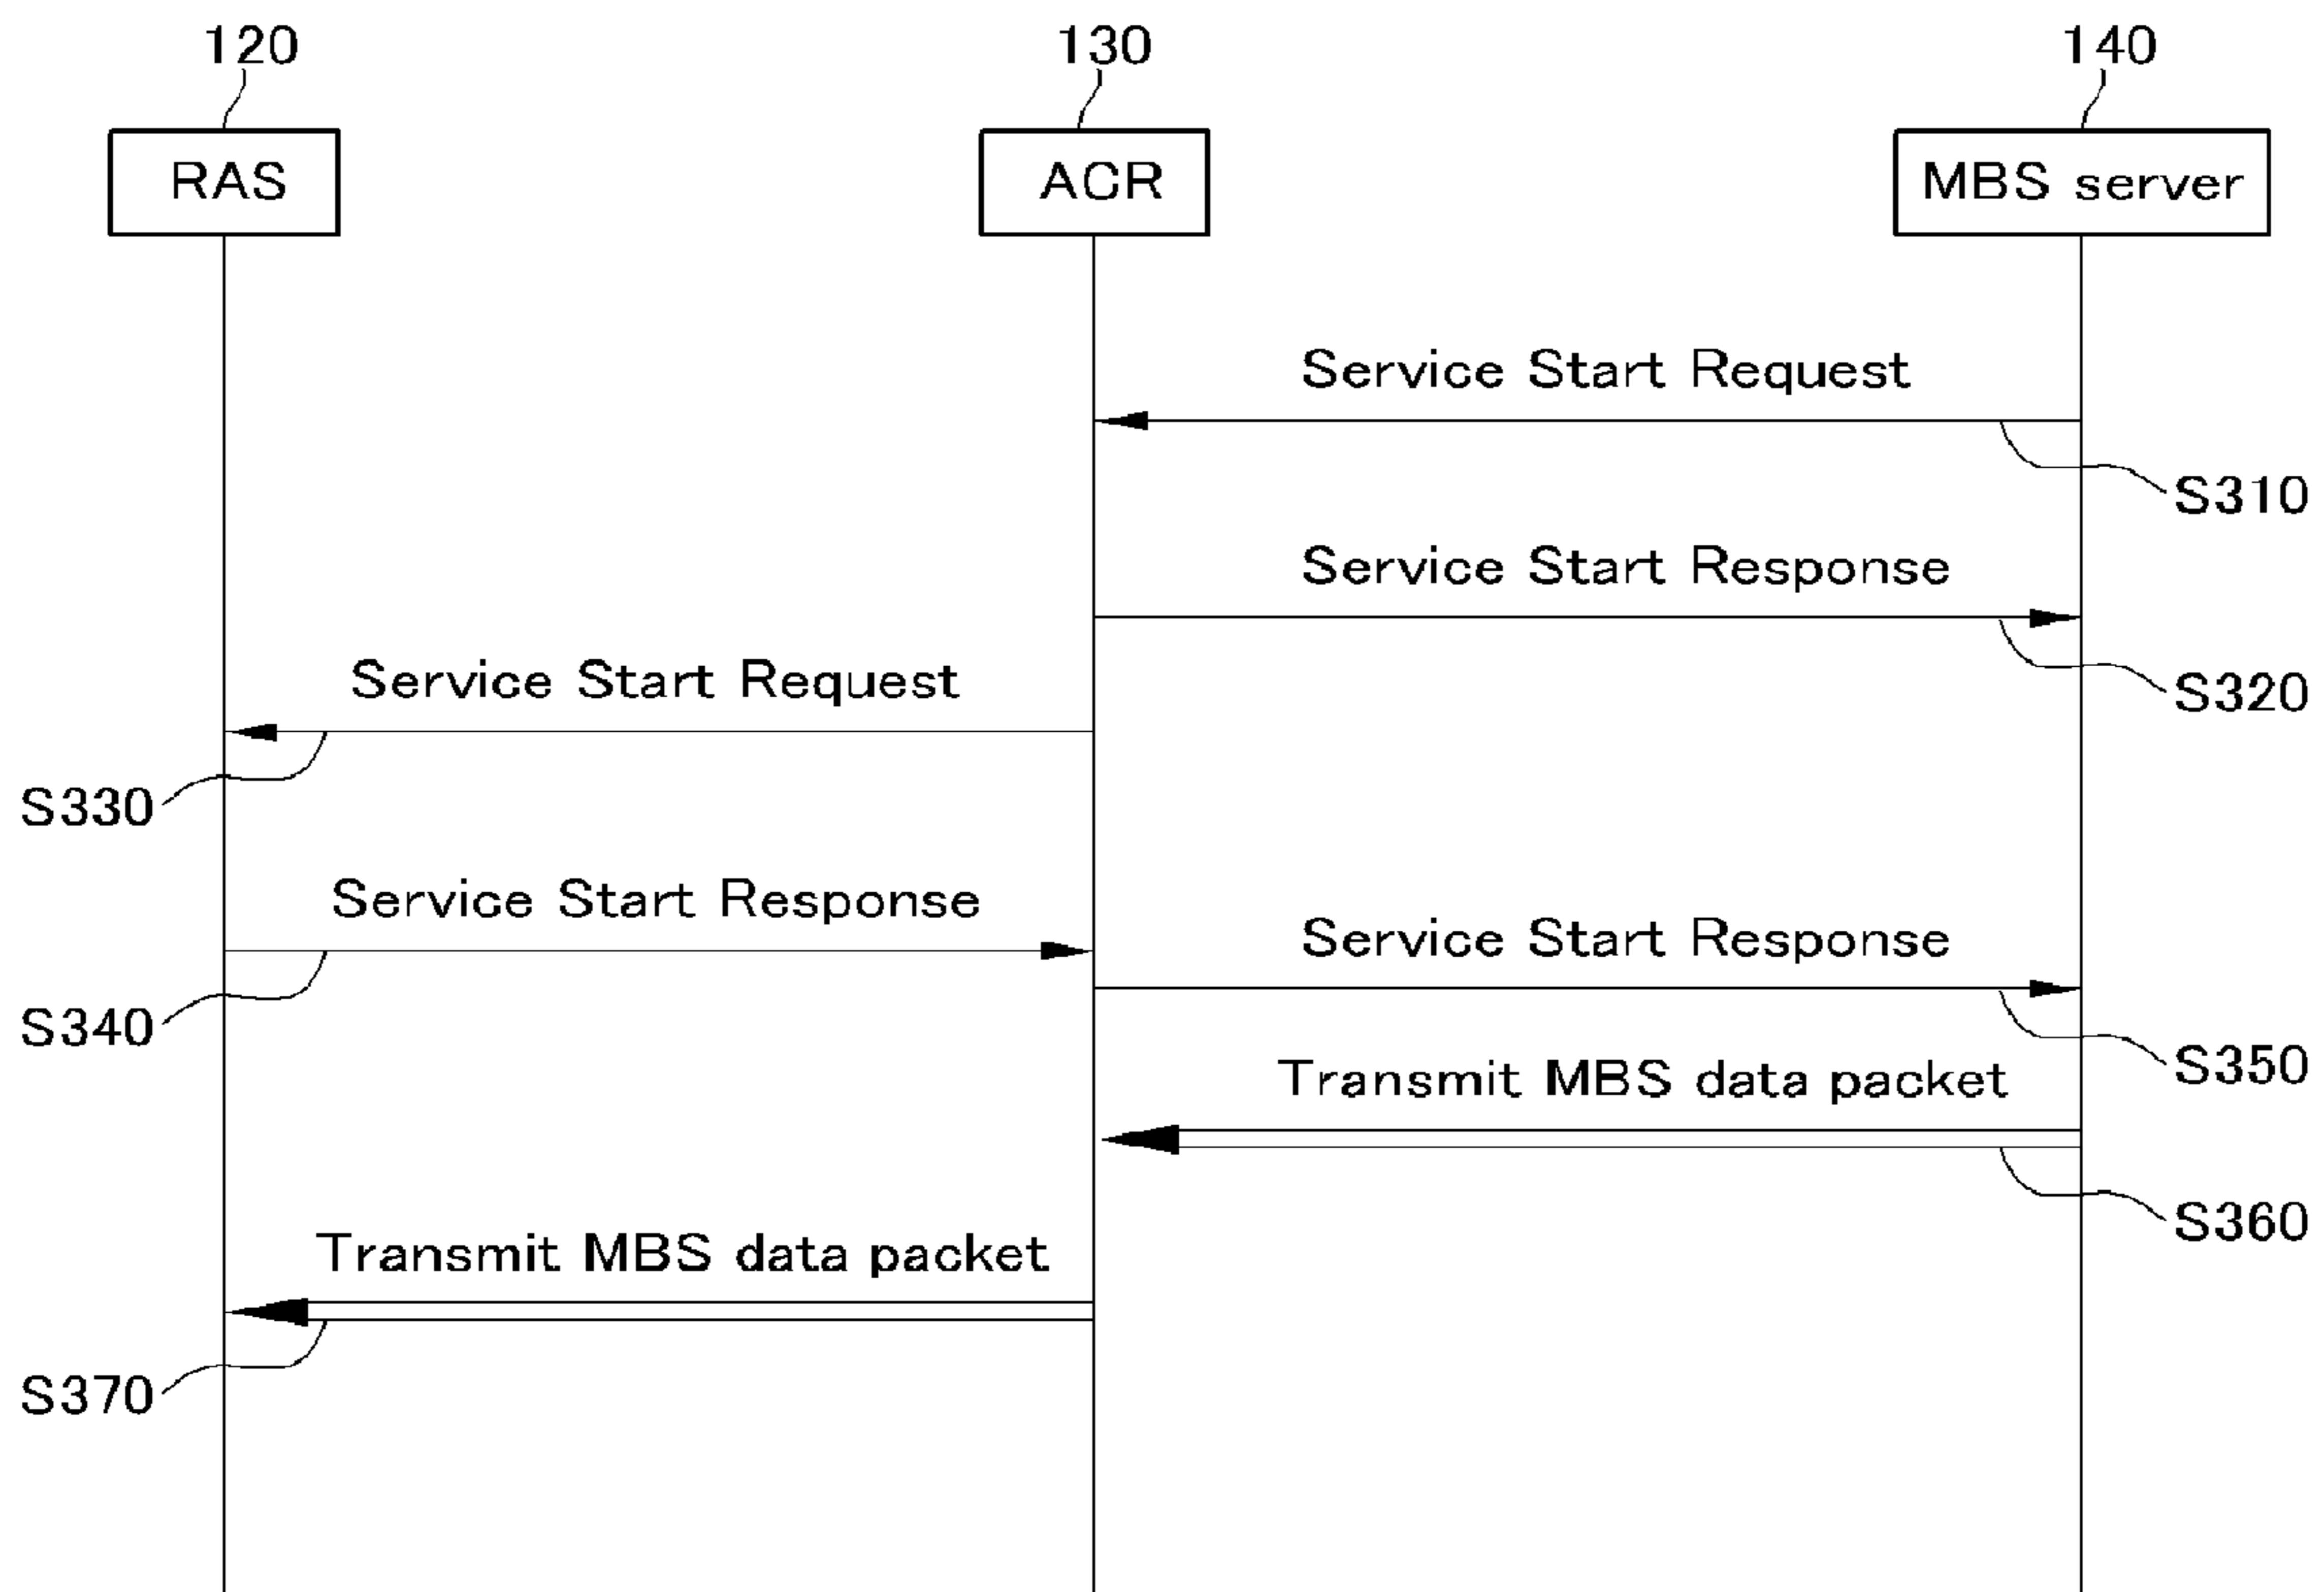 120
130
140
RAS
ACR
MBS server
Service Start Request
S310
Service Start Response
S320
Service Start Request
S330
Service Start Response
S340
Service Start Response
S350
Transmit MBS data packet
S360
Transmit MBS data packet
S370